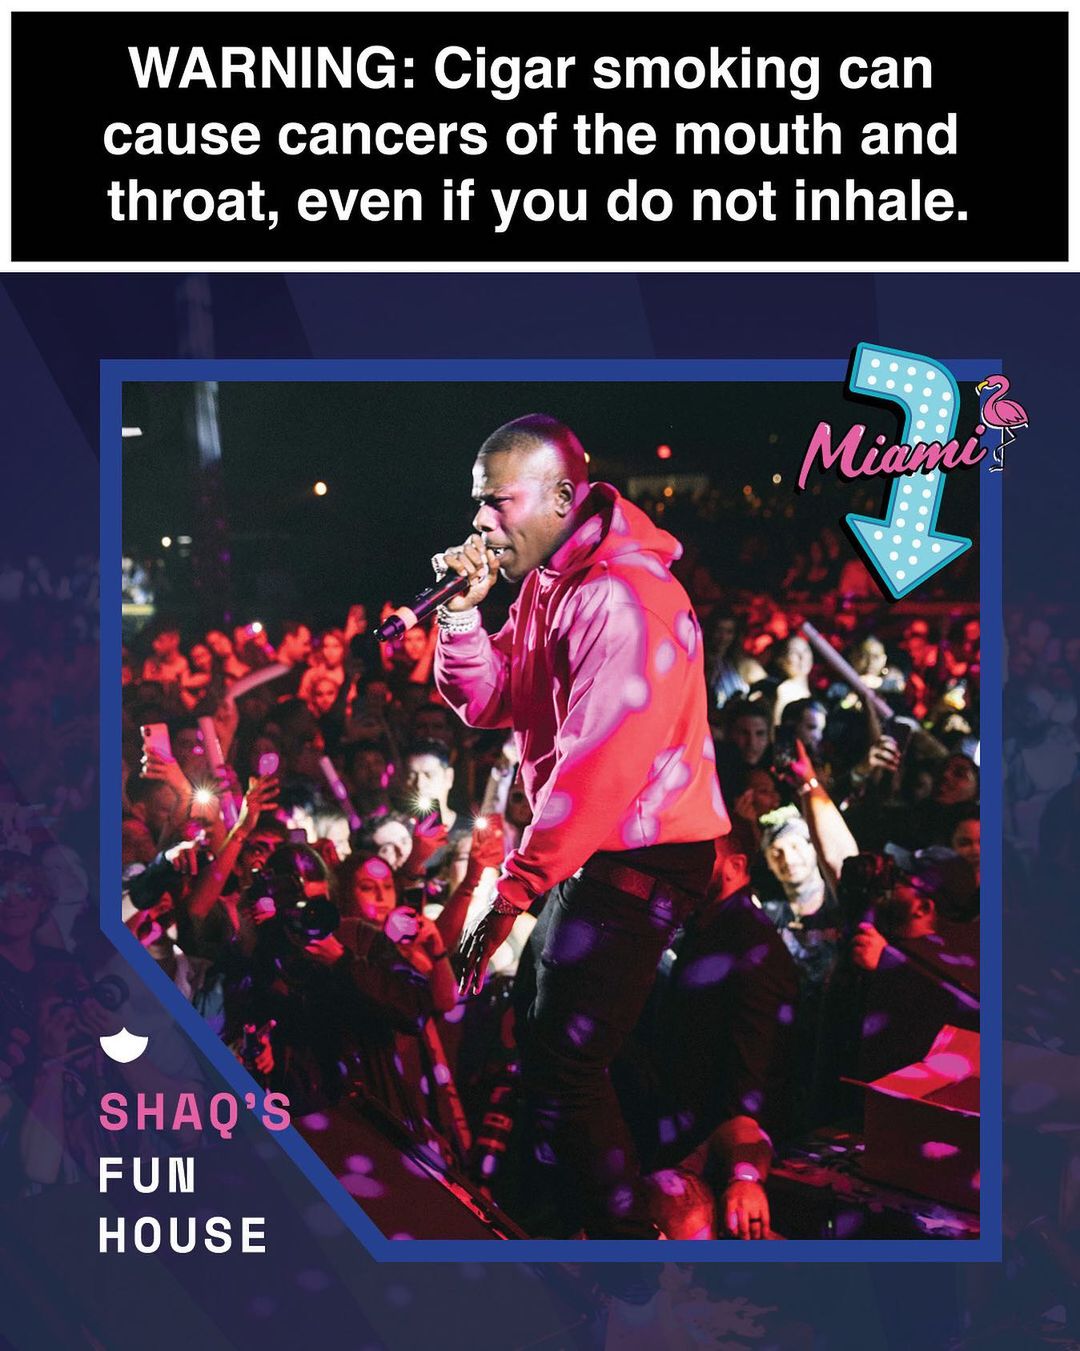 WARNING: Cigar smoking can
cause cancers of the mouth and
throat, even if you do not inhale.
Miami
SHAQ'S
FUN
HOUSE